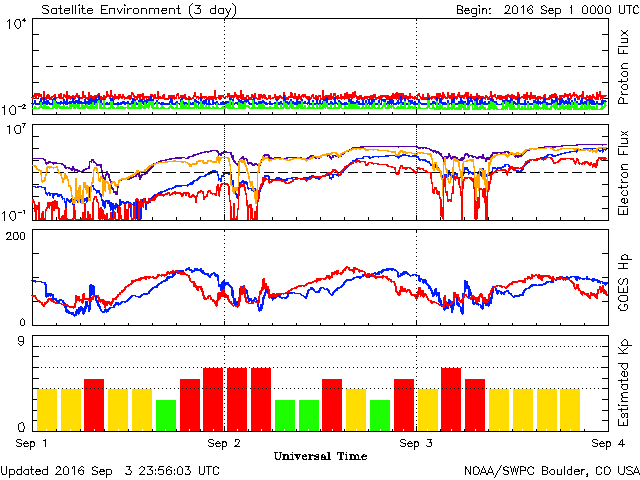 Satellite Environment (3 day) Begin: 2016 Sep 1 0000 UTC
10^4
10^-2
Proton Flux
10^7
10^-1
Electron Flux
200
0
GOES Hp
9
0
Estimated Kp
Sep 1 Sep 2 Sep 3 Sep 4
Universal Time
Updated 2016 Sep 3 23:56:03 UTC NOAA/SWPC Boulder, CO USA